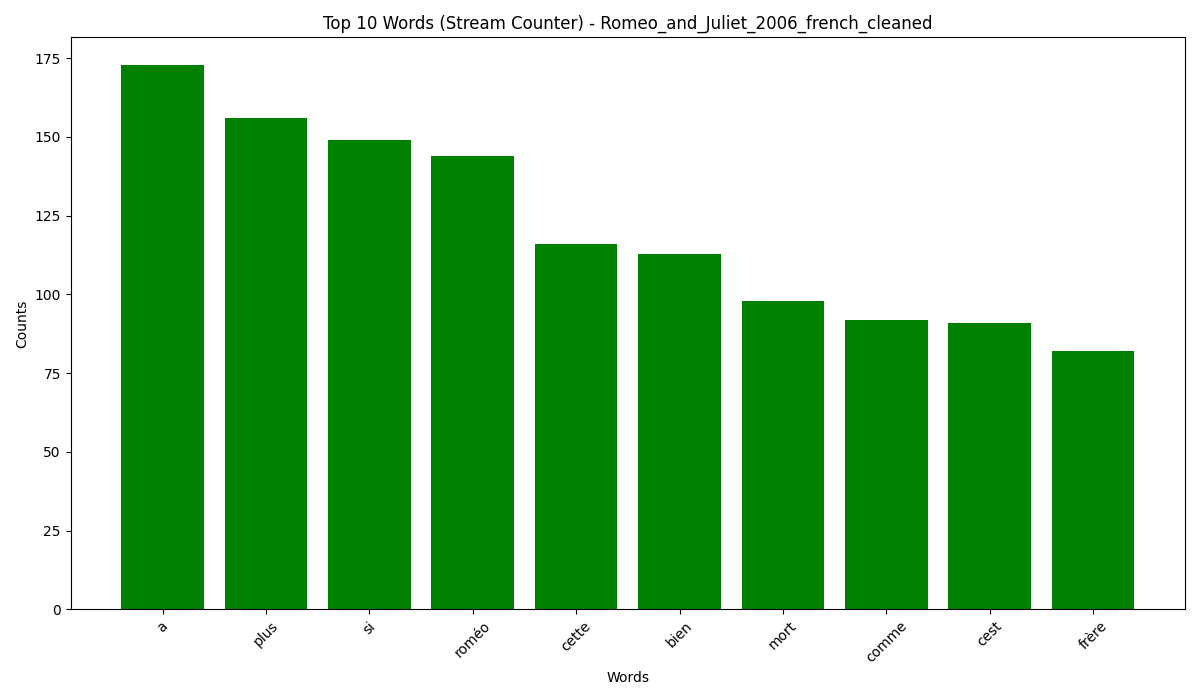 Top 10 Words (Stream Counter) - Romeo_and_Juliet_2006_french_cleaned
Counts
175
150
125
100
75
50
25
0
a plus si roméo cette bien mort comme cest frère
Words